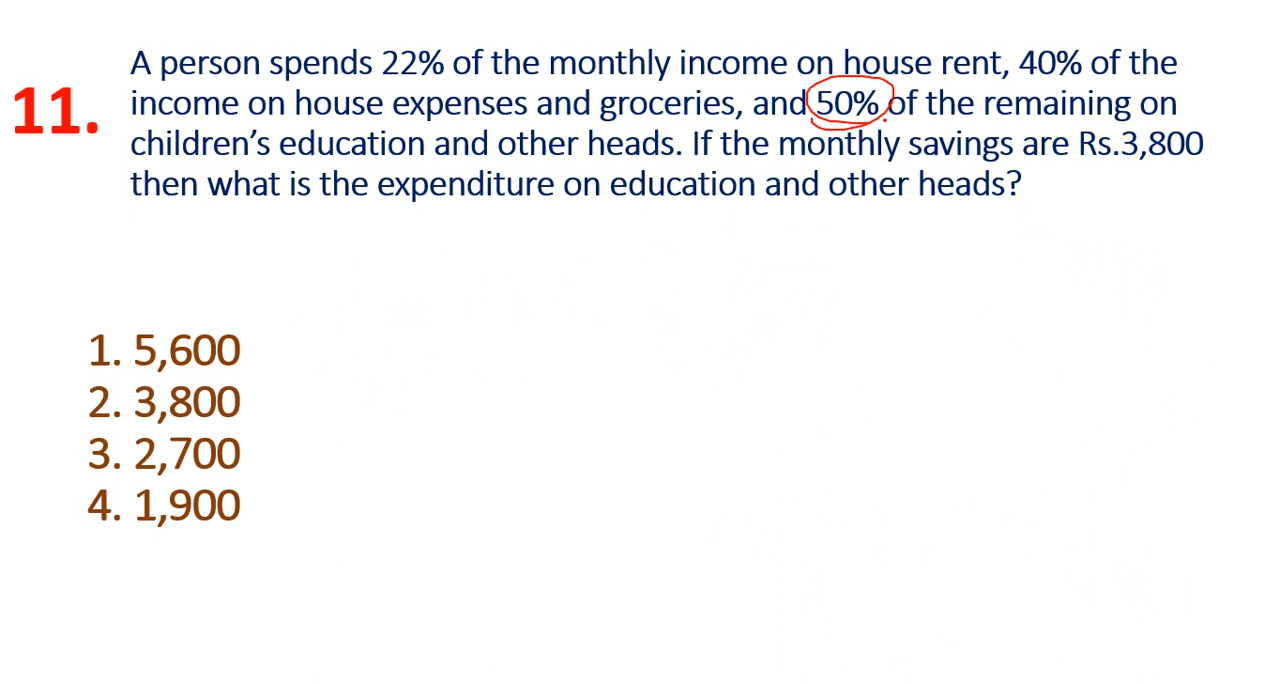 11.
A person spends 22% of the monthly income on house rent, 40% of the
income on house expenses and groceries, and 50% of the remaining on
children’s education and other heads. If the monthly savings are Rs.3,800
then what is the expenditure on education and other heads?
1. 5,600
2. 3,800
3. 2,700
4. 1,900